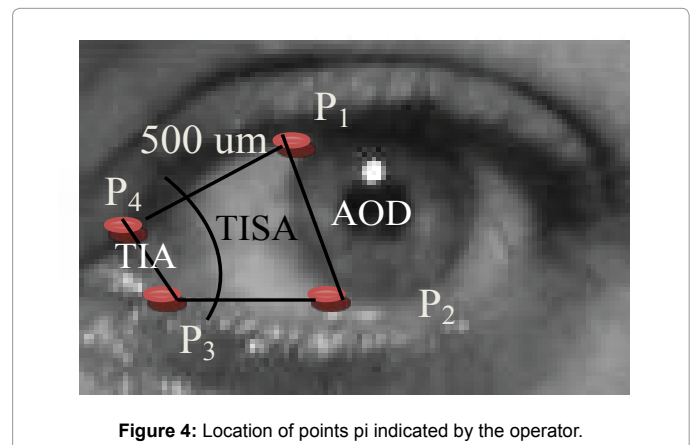 P1
500 um
P4
AOD
TISA
TIA
P2
P3
Figure 4: Location of points pi indicated by the operator.